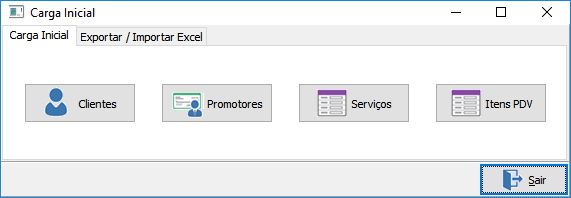 Carga Inicial
Carga Inicial Exportar / Importar Excel
Clientes Promotores Serviços Itens PDV
Sair